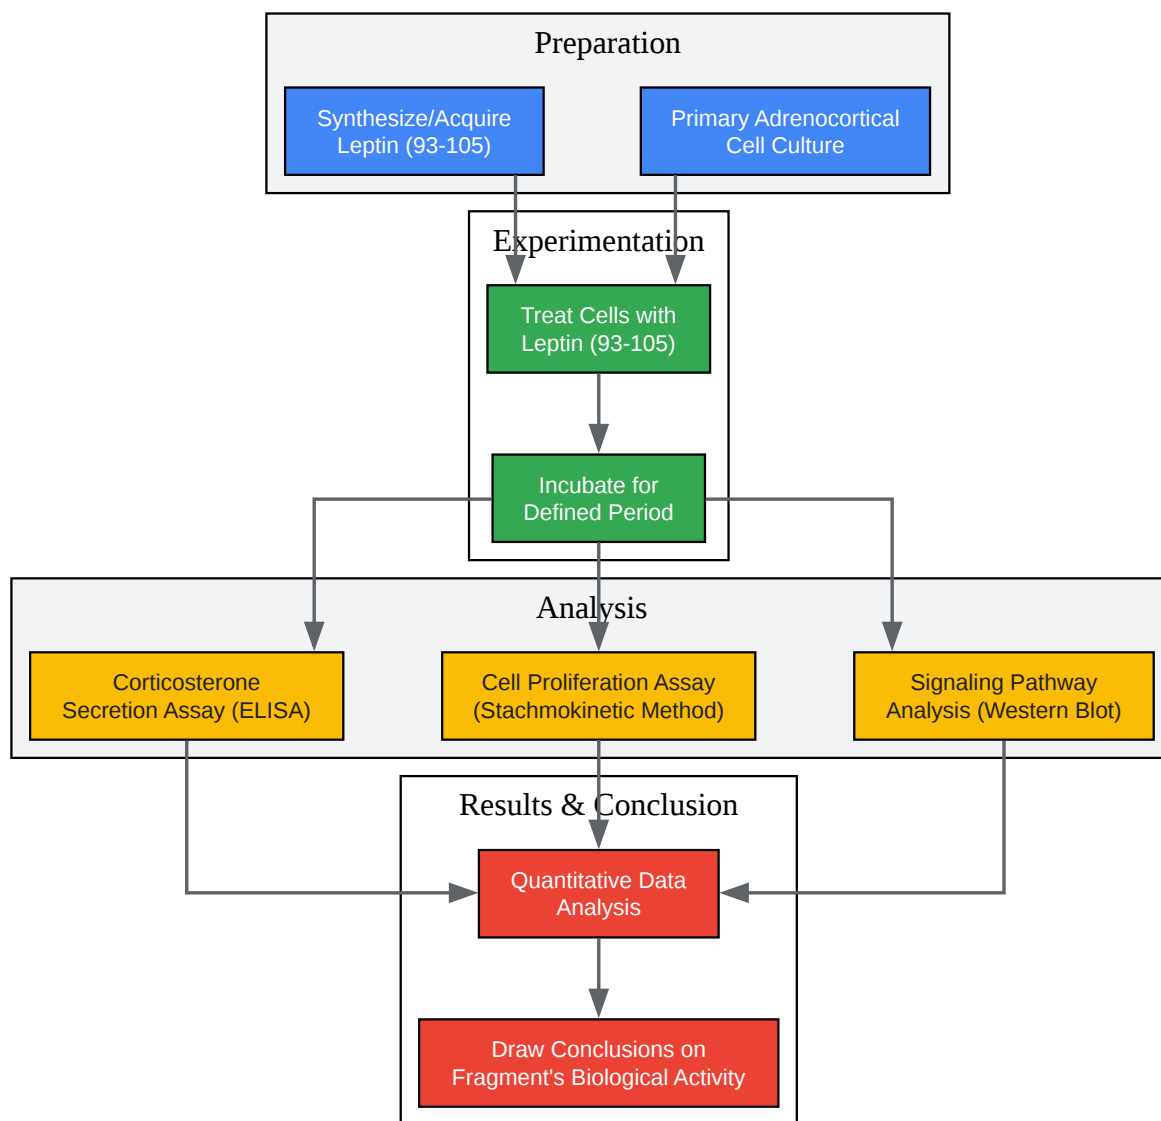 Preparation
Synthesize/Acquire
Leptin (93-105)
Primary Adrenocortical
Cell Culture
Experimentation
Treat Cells with
Leptin (93-105)
Incubate for
Defined Period
Analysis
Corticosterone
Secretion Assay (ELISA)
Cell Proliferation Assay
(Stachmokinetic Method)
Signaling Pathway
Analysis (Western Blot)
Results & Conclusion
Quantitative Data
Analysis
Draw Conclusions on
Fragment's Biological Activity